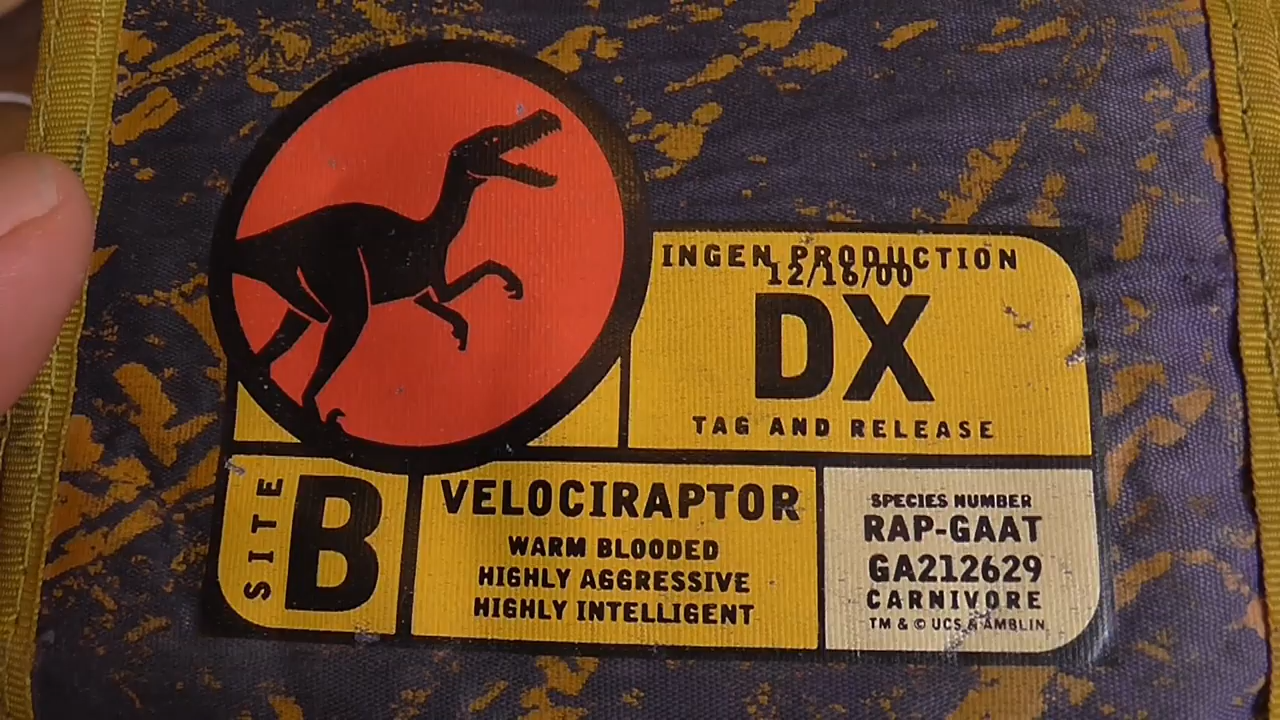 INGEN PRODUCTION
12/16/00
DX
TAG AND RELEASE
SITE B
VELOCIRAPTOR
WARM BLOODED
HIGHLY AGGRESSIVE
HIGHLY INTELLIGENT
SPECIES NUMBER
RAP-GAAT
GA212629
CARNIVORE
TM & © UCS & AMBLIN